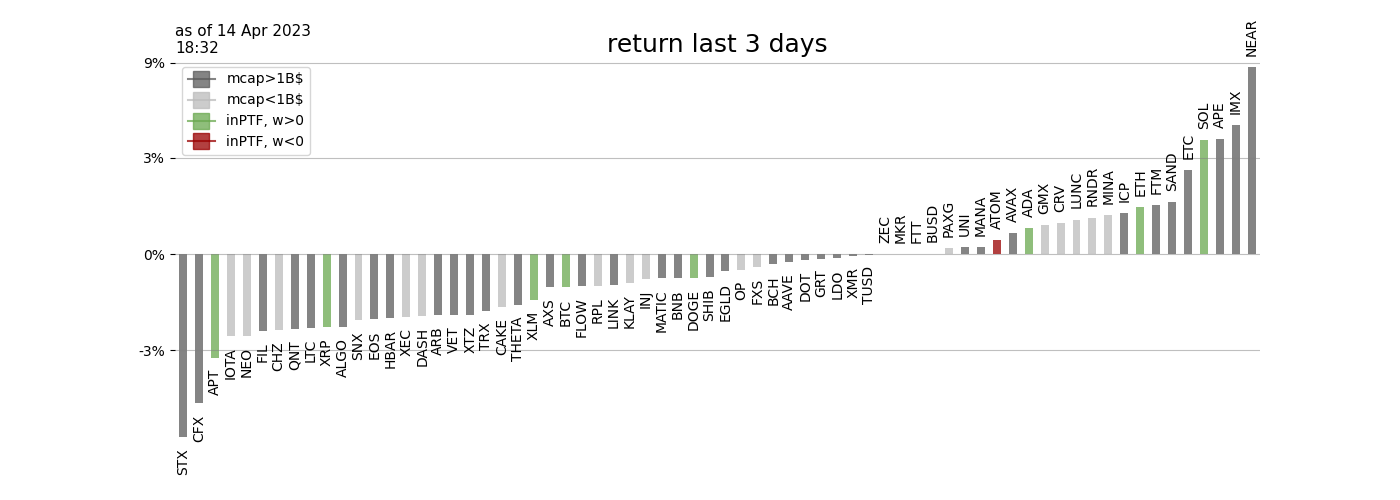 as of 14 Apr 2023
18:32
return last 3 days
9%
3%
0%
-3%
mcap>1B$
mcap<1B$
inPTF, w>0
inPTF, w<0
STX
CFX
APT
IOTA
NEO
FIL
CHZ
QNT
LTC
XRP
ALGO
SNX
EOS
HBAR
XEC
DASH
ARB
VET
XTZ
TRX
CAKE
THETA
XLM
AXS
BTC
FLOW
RPL
LINK
KLAY
INJ
MATIC
BNB
DOGE
SHIB
EGLD
OP
FXS
BCH
AAVE
DOT
GRT
LDO
XMR
TUSD
ZEC
MKR
FTT
BUSD
PAXG
UNI
MANA
ATOM
AVAX
ADA
GMX
CRV
LUNC
RNDR
MINA
ICP
ETH
FTM
SAND
ETC
SOL
APE
IMX
NEAR